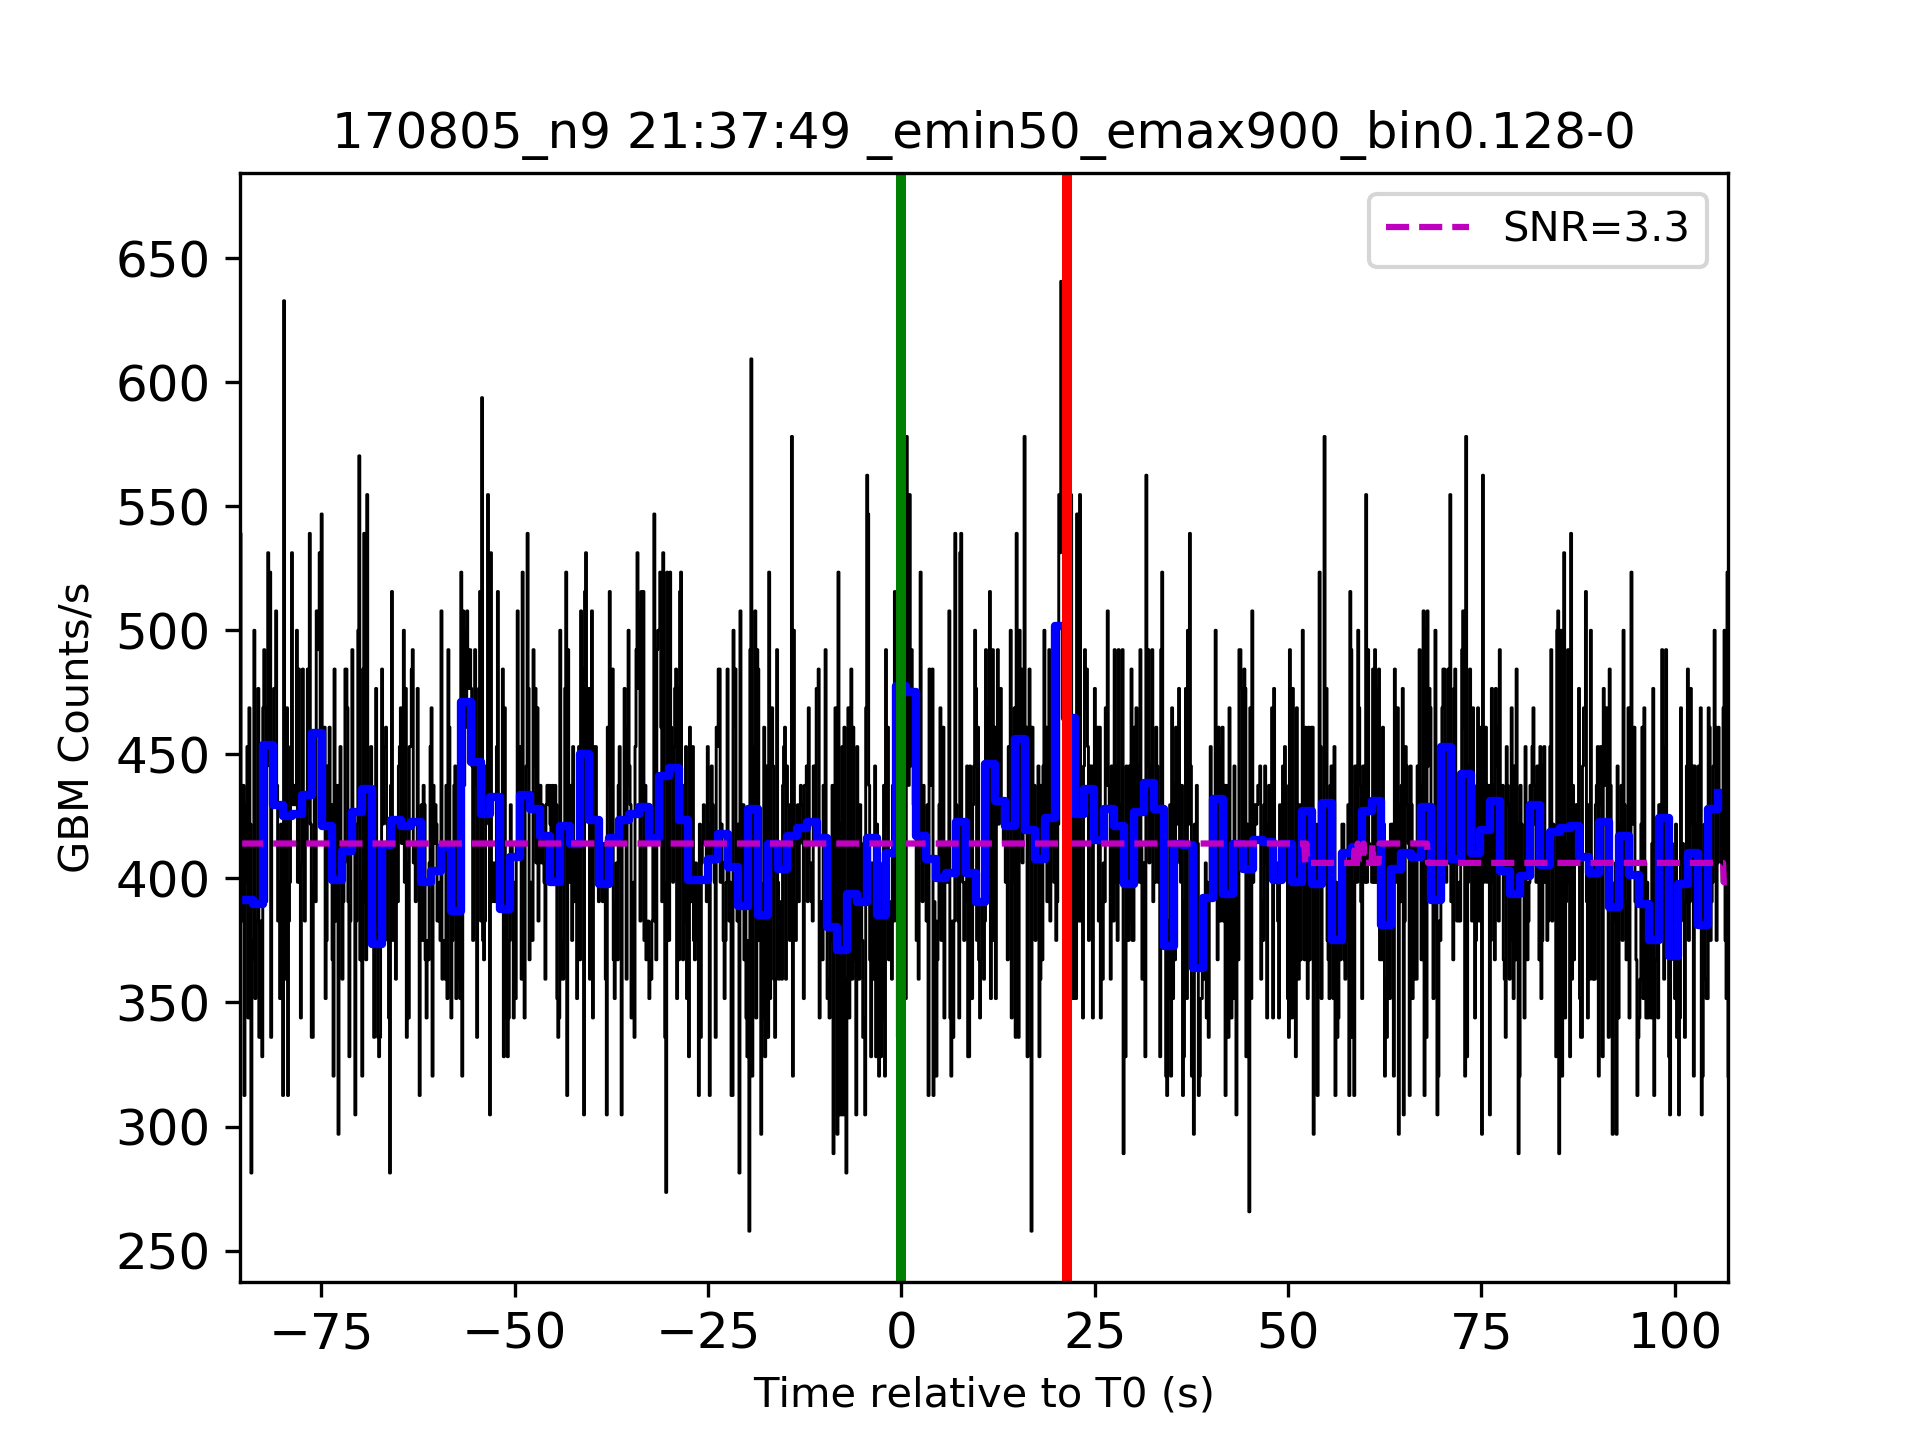 170805_n9 21:37:49 _emin50_emax900_bin0.128-0
SNR=3.3
650
600
550
500
450
400
350
300
250
GBM Counts/s
−75 −50 −25 0 25 50 75 100
Time relative to T0 (s)